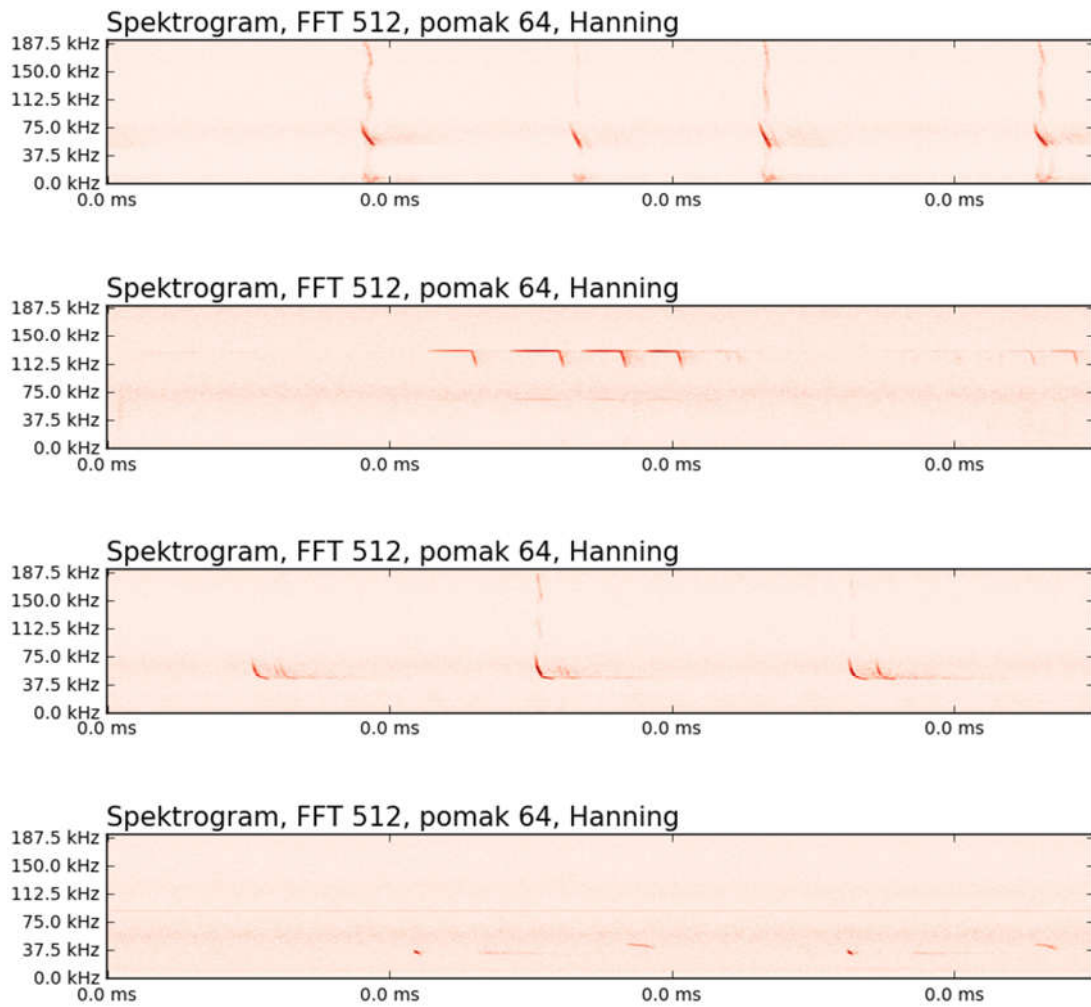 Spektrogram, FFT 512, pomak 64, Hanning
187.5 kHz
150.0 kHz
112.5 kHz
75.0 kHz
37.5 kHz
0.0 kHz
0.0 ms 0.0 ms 0.0 ms 0.0 ms
Spektrogram, FFT 512, pomak 64, Hanning
187.5 kHz
150.0 kHz
112.5 kHz
75.0 kHz
37.5 kHz
0.0 kHz
0.0 ms 0.0 ms 0.0 ms 0.0 ms
Spektrogram, FFT 512, pomak 64, Hanning
187.5 kHz
150.0 kHz
112.5 kHz
75.0 kHz
37.5 kHz
0.0 kHz
0.0 ms 0.0 ms 0.0 ms 0.0 ms
Spektrogram, FFT 512, pomak 64, Hanning
187.5 kHz
150.0 kHz
112.5 kHz
75.0 kHz
37.5 kHz
0.0 kHz
0.0 ms 0.0 ms 0.0 ms 0.0 ms